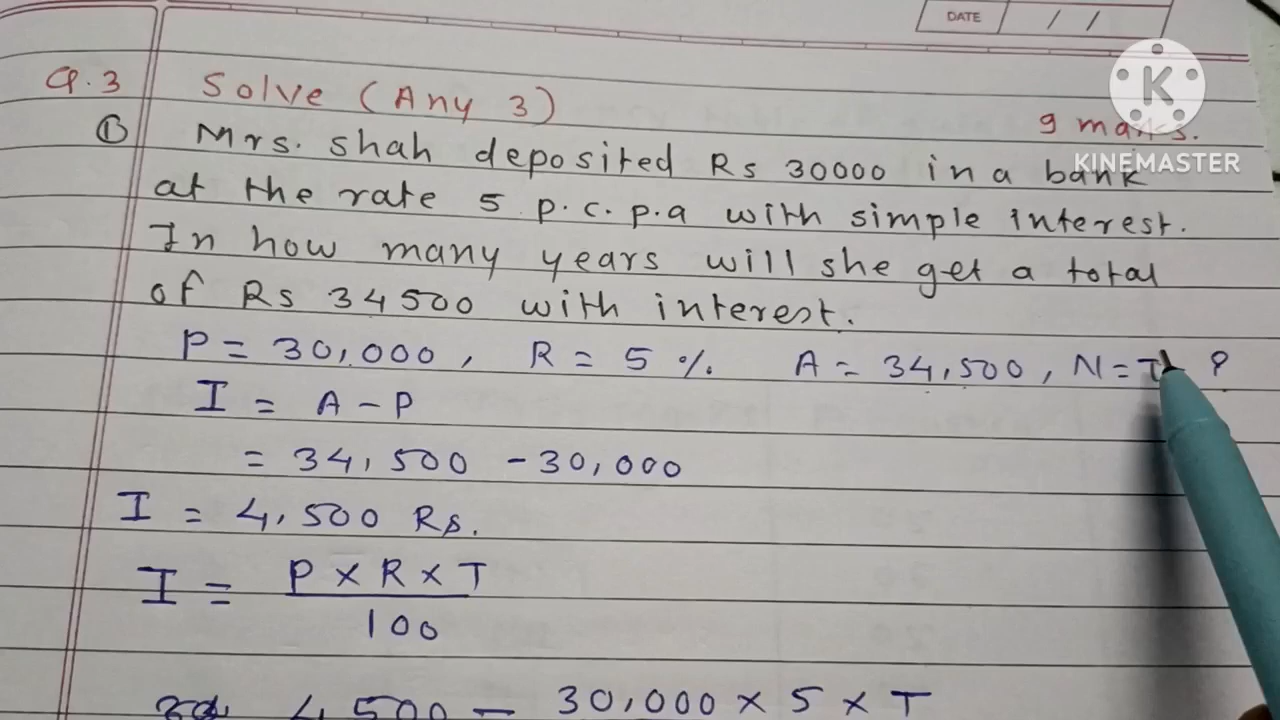 DATE / /
Q.3 Solve (Any 3)
9 marks.
K
KINEMASTER
① Mrs. shah deposited Rs 30000 in a bank
at the rate 5 p.c.p.a with simple interest.
In how many years will she get a total
of Rs 34500 with interest.
P = 30,000, R = 5 %. A = 34,500, N = T = ?
I = A - P
= 34,500 - 30,000
I = 4,500 Rs.
I = P × R × T
100
4,500 = 30,000 × 5 × T